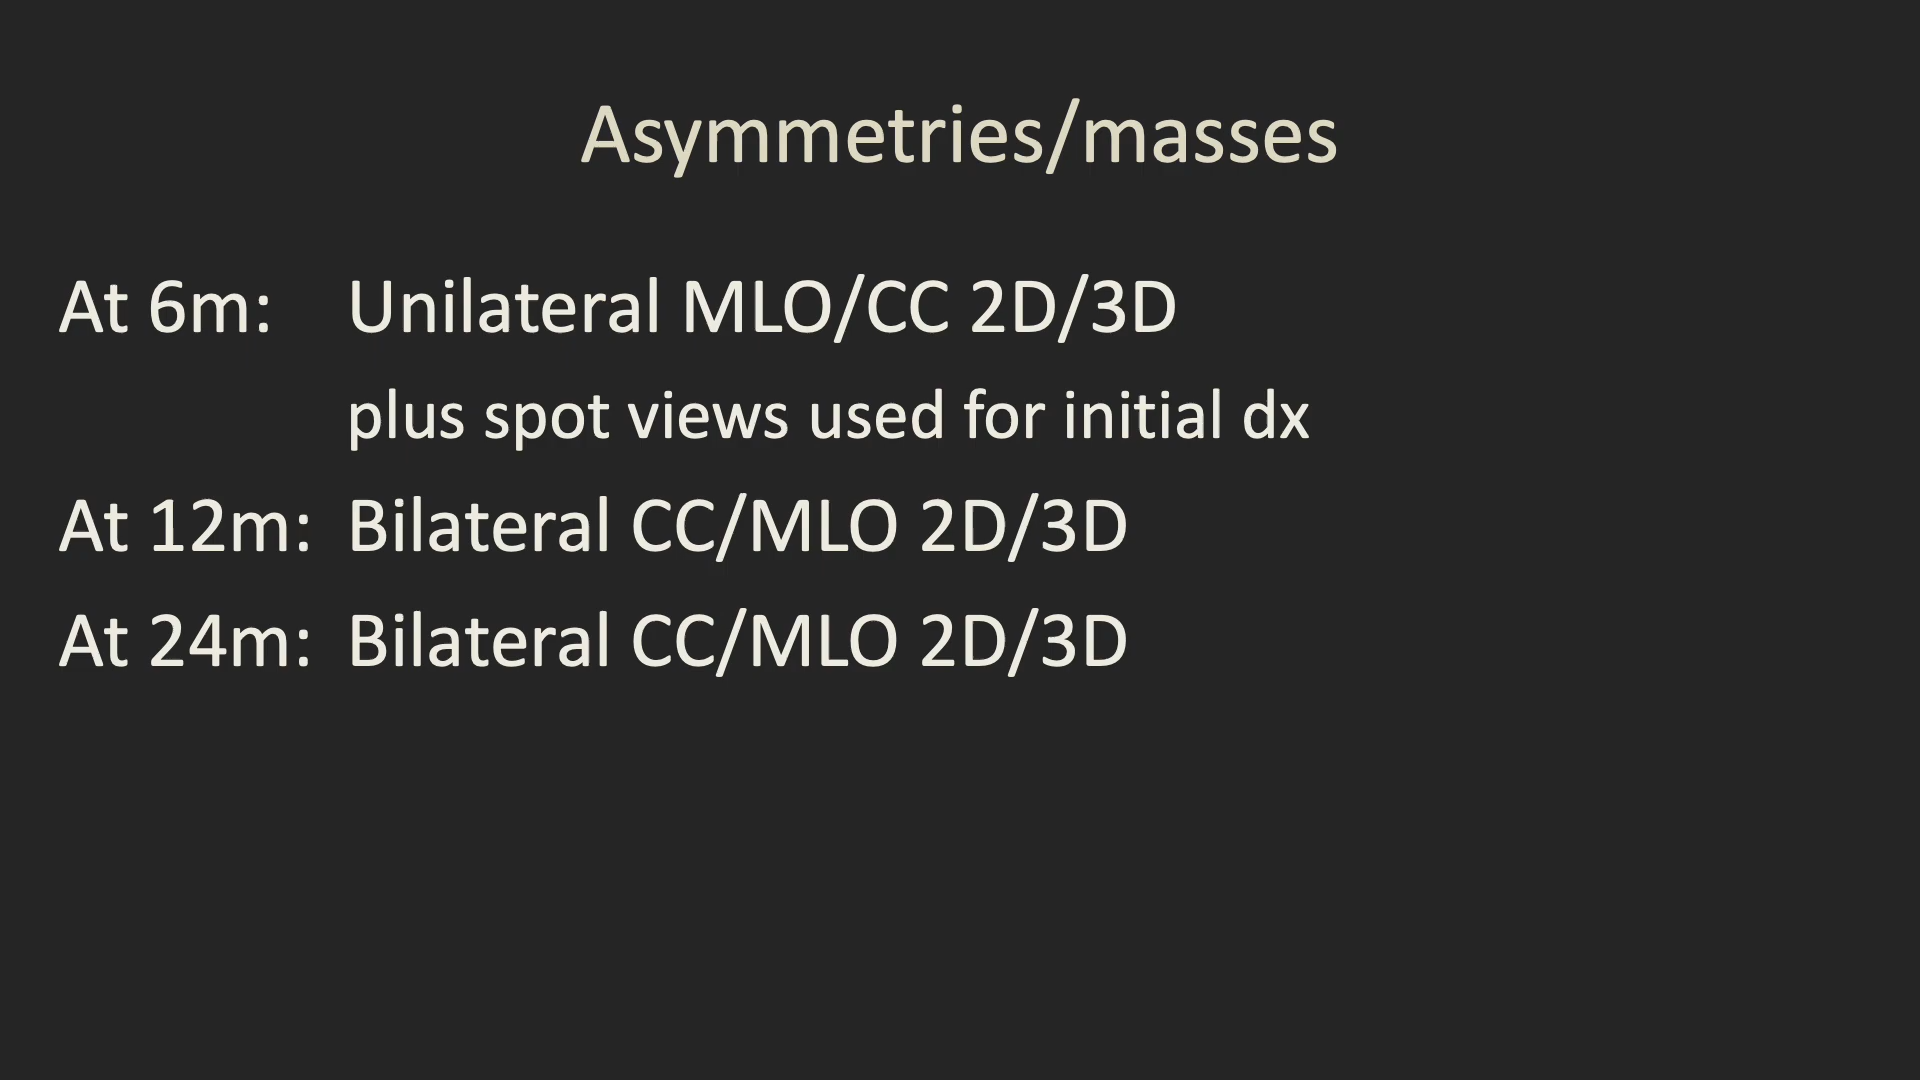 Asymmetries/masses
At 6m: Unilateral MLO/CC 2D/3D
plus spot views used for initial dx
At 12m: Bilateral CC/MLO 2D/3D
At 24m: Bilateral CC/MLO 2D/3D